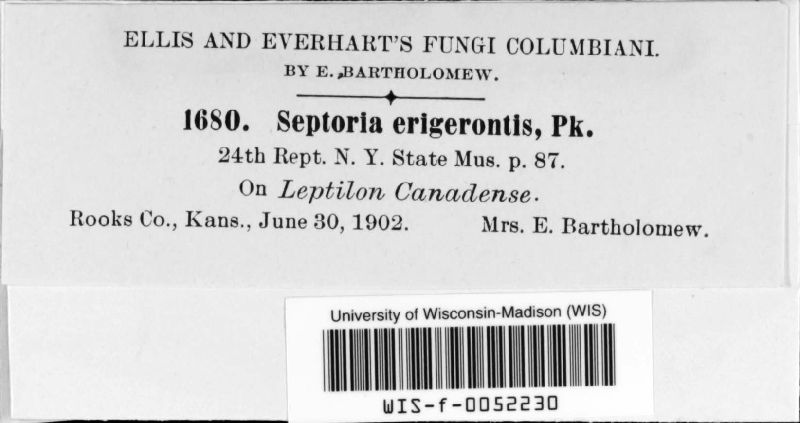 ELLIS AND EVERHART'S FUNGI COLUMBIANI.
BY E. BARTHOLOMEW.
1680. Septoria erigerontis, Pk.
24th Rept. N. Y. State Mus. p. 87.
On Leptilon Canadense.
Rooks Co., Kans., June 30, 1902. Mrs. E. Bartholomew.
University of Wisconsin-Madison (WIS)
WIS-f-0052230